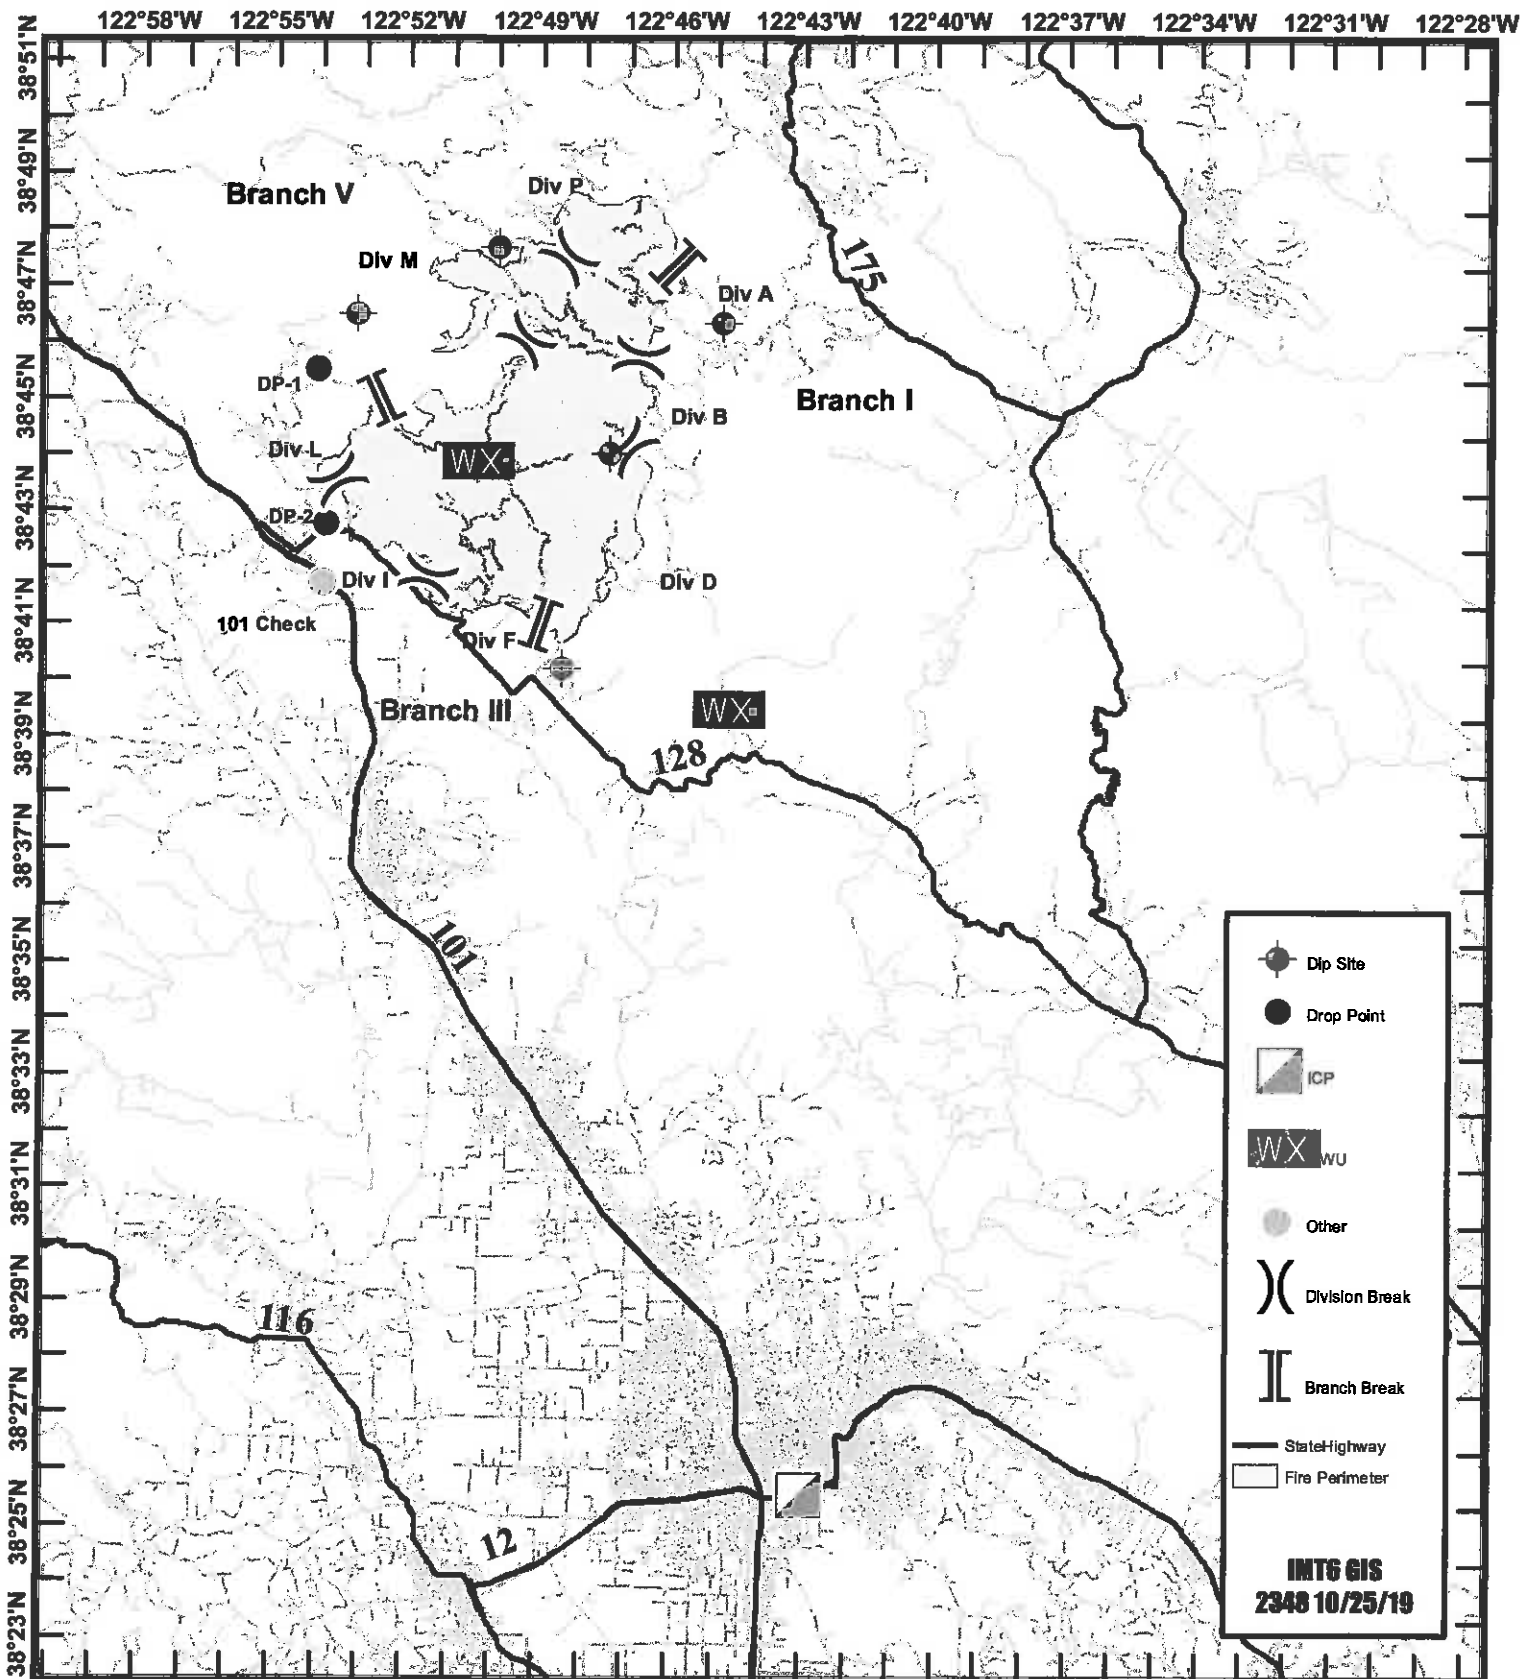 122°58'W 122°55'W 122°52'W 122°49'W 122°46'W 122°43'W 122°40'W 122°37'W 122°34'W 122°31'W 122°28'W
38°51'N
38°49'N
38°47'N
38°45'N
38°43'N
38°41'N
38°39'N
38°37'N
38°35'N
38°33'N
38°31'N
38°29'N
38°27'N
38°25'N
38°23'N
Branch V
Div P
Div M
175
Div A
DP-1
Branch I
Div B
Div L
WX
DP-2
Div I
Div D
101 Check
Div F
Branch III
WX
128
101
116
12
Dip Site
Drop Point
ICP
WX WU
Other
Division Break
Branch Break
StateHighway
Fire Perimeter
IMT6 GIS
2348 10/25/19